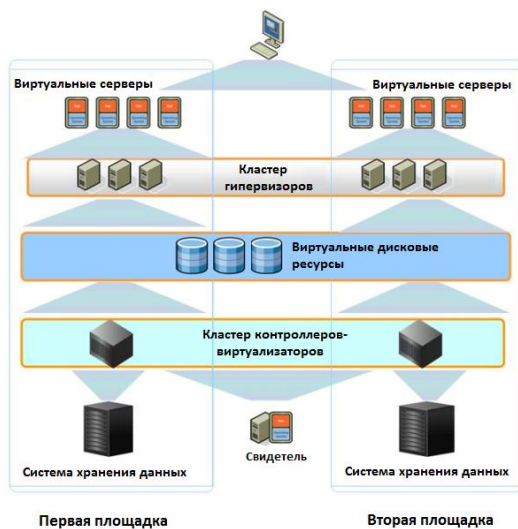 Виртуальные серверы
Виртуальные серверы
Кластер
гипервизоров
Виртуальные дисковые
ресурсы
Кластер контроллеров-
виртуализаторов
Свидетель
Система хранения данных
Система хранения данных
Первая площадка
Вторая площадка